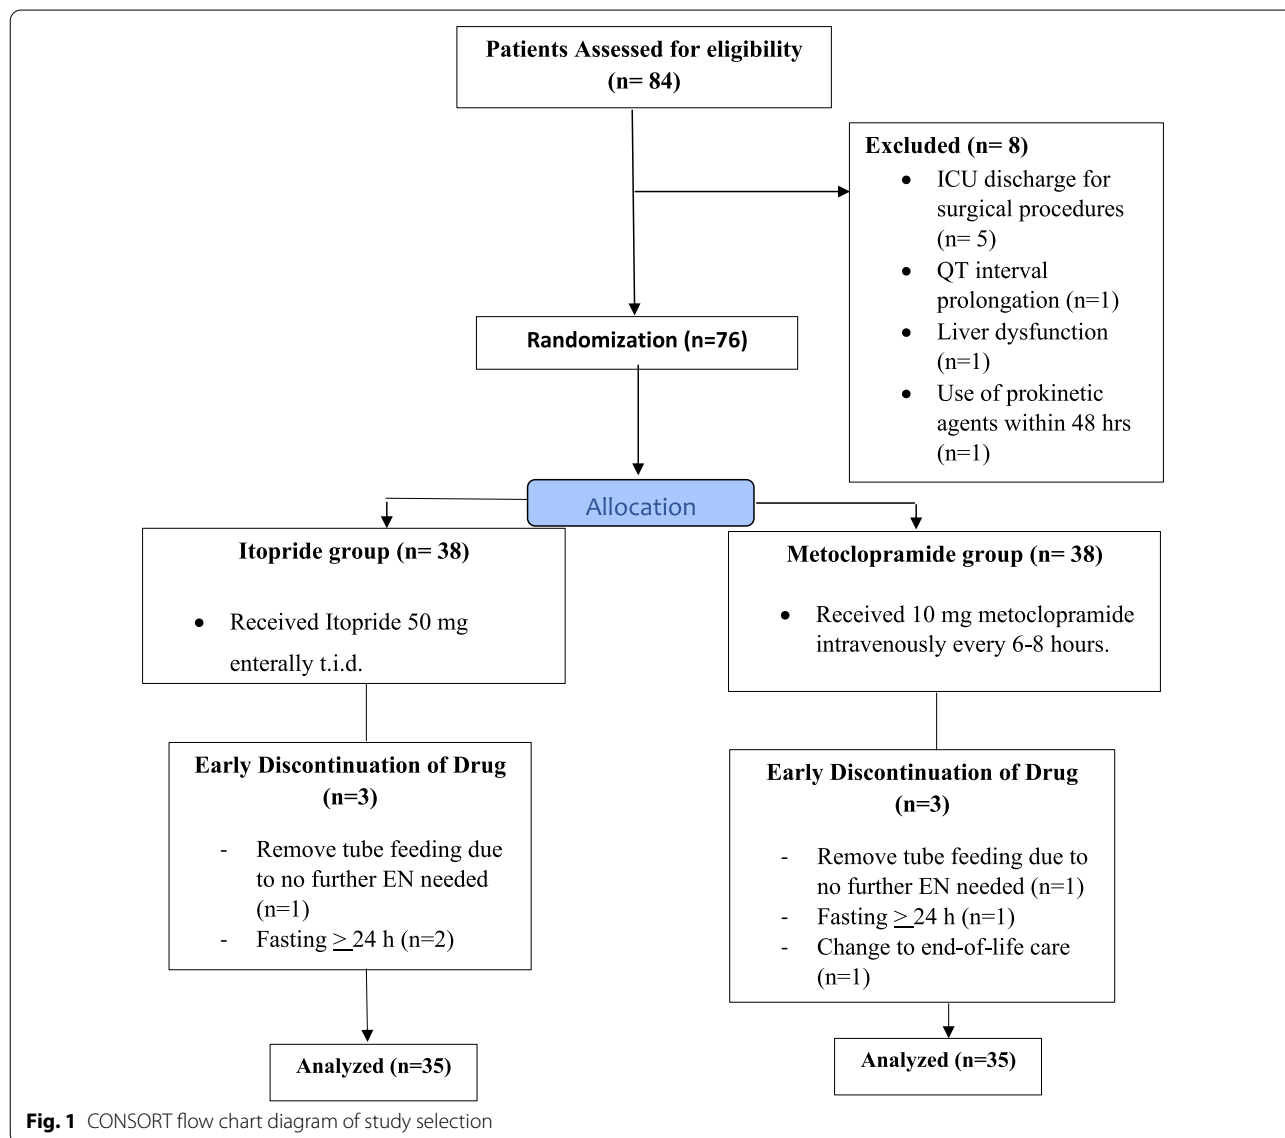 Patients Assessed for eligibility
(n= 84)
Excluded (n= 8)
• ICU discharge for
surgical procedures
(n= 5)
• QT interval
prolongation (n=1)
• Liver dysfunction
(n=1)
• Use of prokinetic
agents within 48 hrs
(n=1)
Randomization (n=76)
Allocation
Itopride group (n= 38)
• Received Itopride 50 mg
enterally t.i.d.
Metoclopramide group (n= 38)
• Received 10 mg metoclopramide
intravenously every 6-8 hours.
Early Discontinuation of Drug
(n=3)
- Remove tube feeding due
to no further EN needed
(n=1)
- Fasting ≥ 24 h (n=2)
Early Discontinuation of Drug
(n=3)
- Remove tube feeding due to
no further EN needed (n=1)
- Fasting ≥ 24 h (n=1)
- Change to end-of-life care
(n=1)
Analyzed (n=35)
Analyzed (n=35)
Fig. 1 CONSORT flow chart diagram of study selection